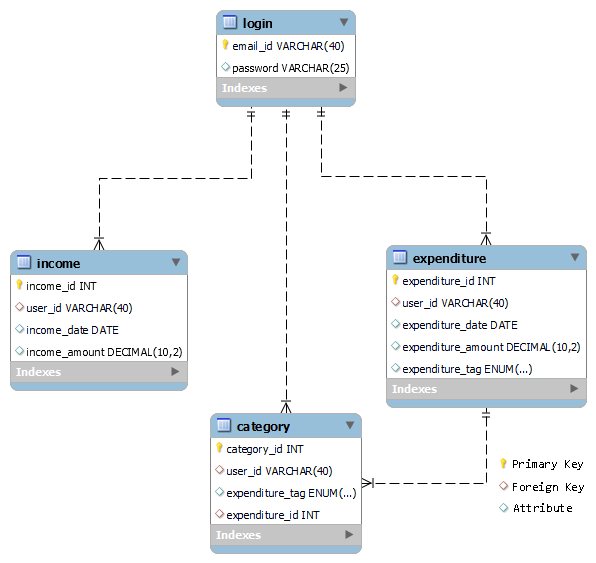 login
email_id VARCHAR(40)
password VARCHAR(25)
Indexes
income
income_id INT
user_id VARCHAR(40)
income_date DATE
income_amount DECIMAL(10,2)
Indexes
expenditure
expenditure_id INT
user_id VARCHAR(40)
expenditure_date DATE
expenditure_amount DECIMAL(10,2)
expenditure_tag ENUM(...)
Indexes
category
category_id INT
user_id VARCHAR(40)
expenditure_tag ENUM(...)
expenditure_id INT
Indexes
Primary Key
Foreign Key
Attribute